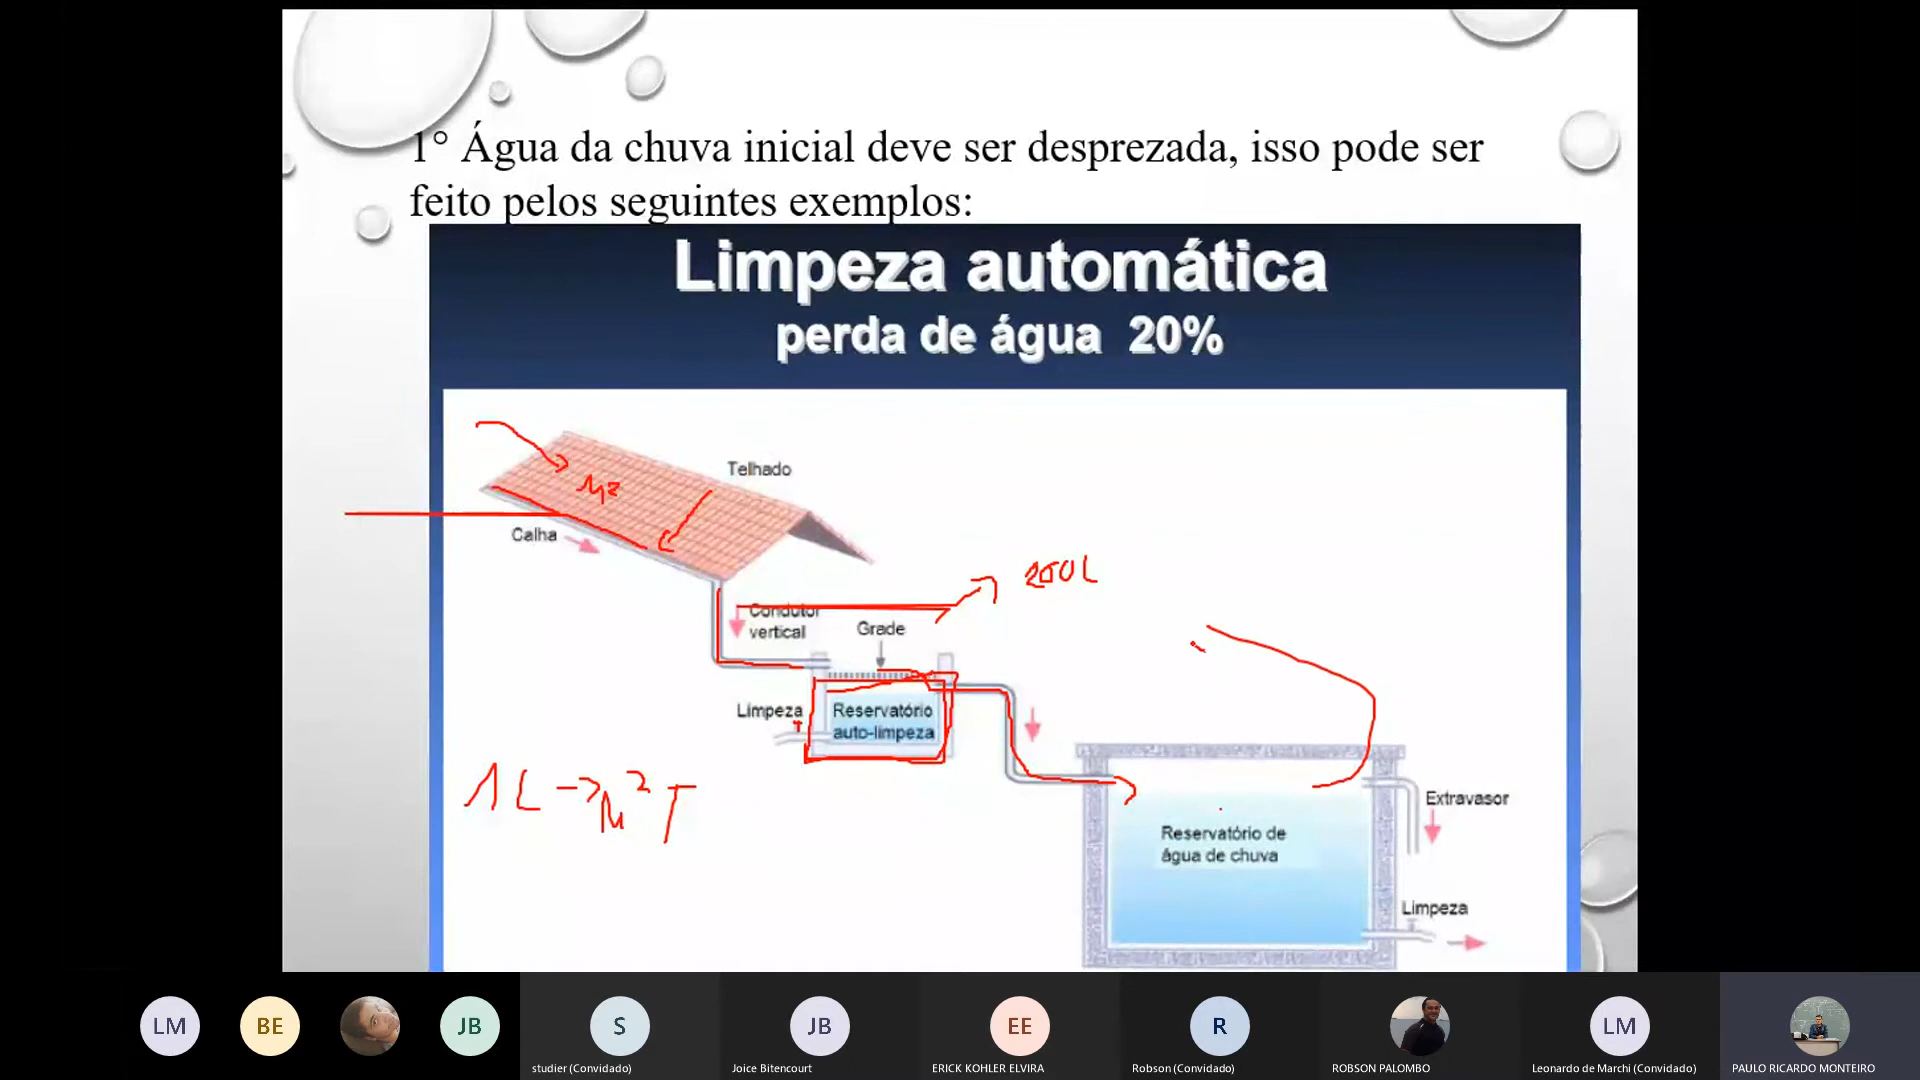 1° Água da chuva inicial deve ser desprezada, isso pode ser
feito pelos seguintes exemplos:
Limpeza automática
perda de água 20%
Telhado
M²
Calha
200L
Condutor
vertical
Grade
Limpeza
Reservatório
auto-limpeza
1L → M² T
Extravasor
Reservatório de
água de chuva
Limpeza
LM
BE
JB
S
JB
EE
R
LM
studier (Convidado)
Joice Bitencourt
ERICK KOHLER ELVIRA
Robson (Convidado)
ROBSON PALOMBO
Leonardo de Marchi (Convidado)
PAULO RICARDO MONTEIRO